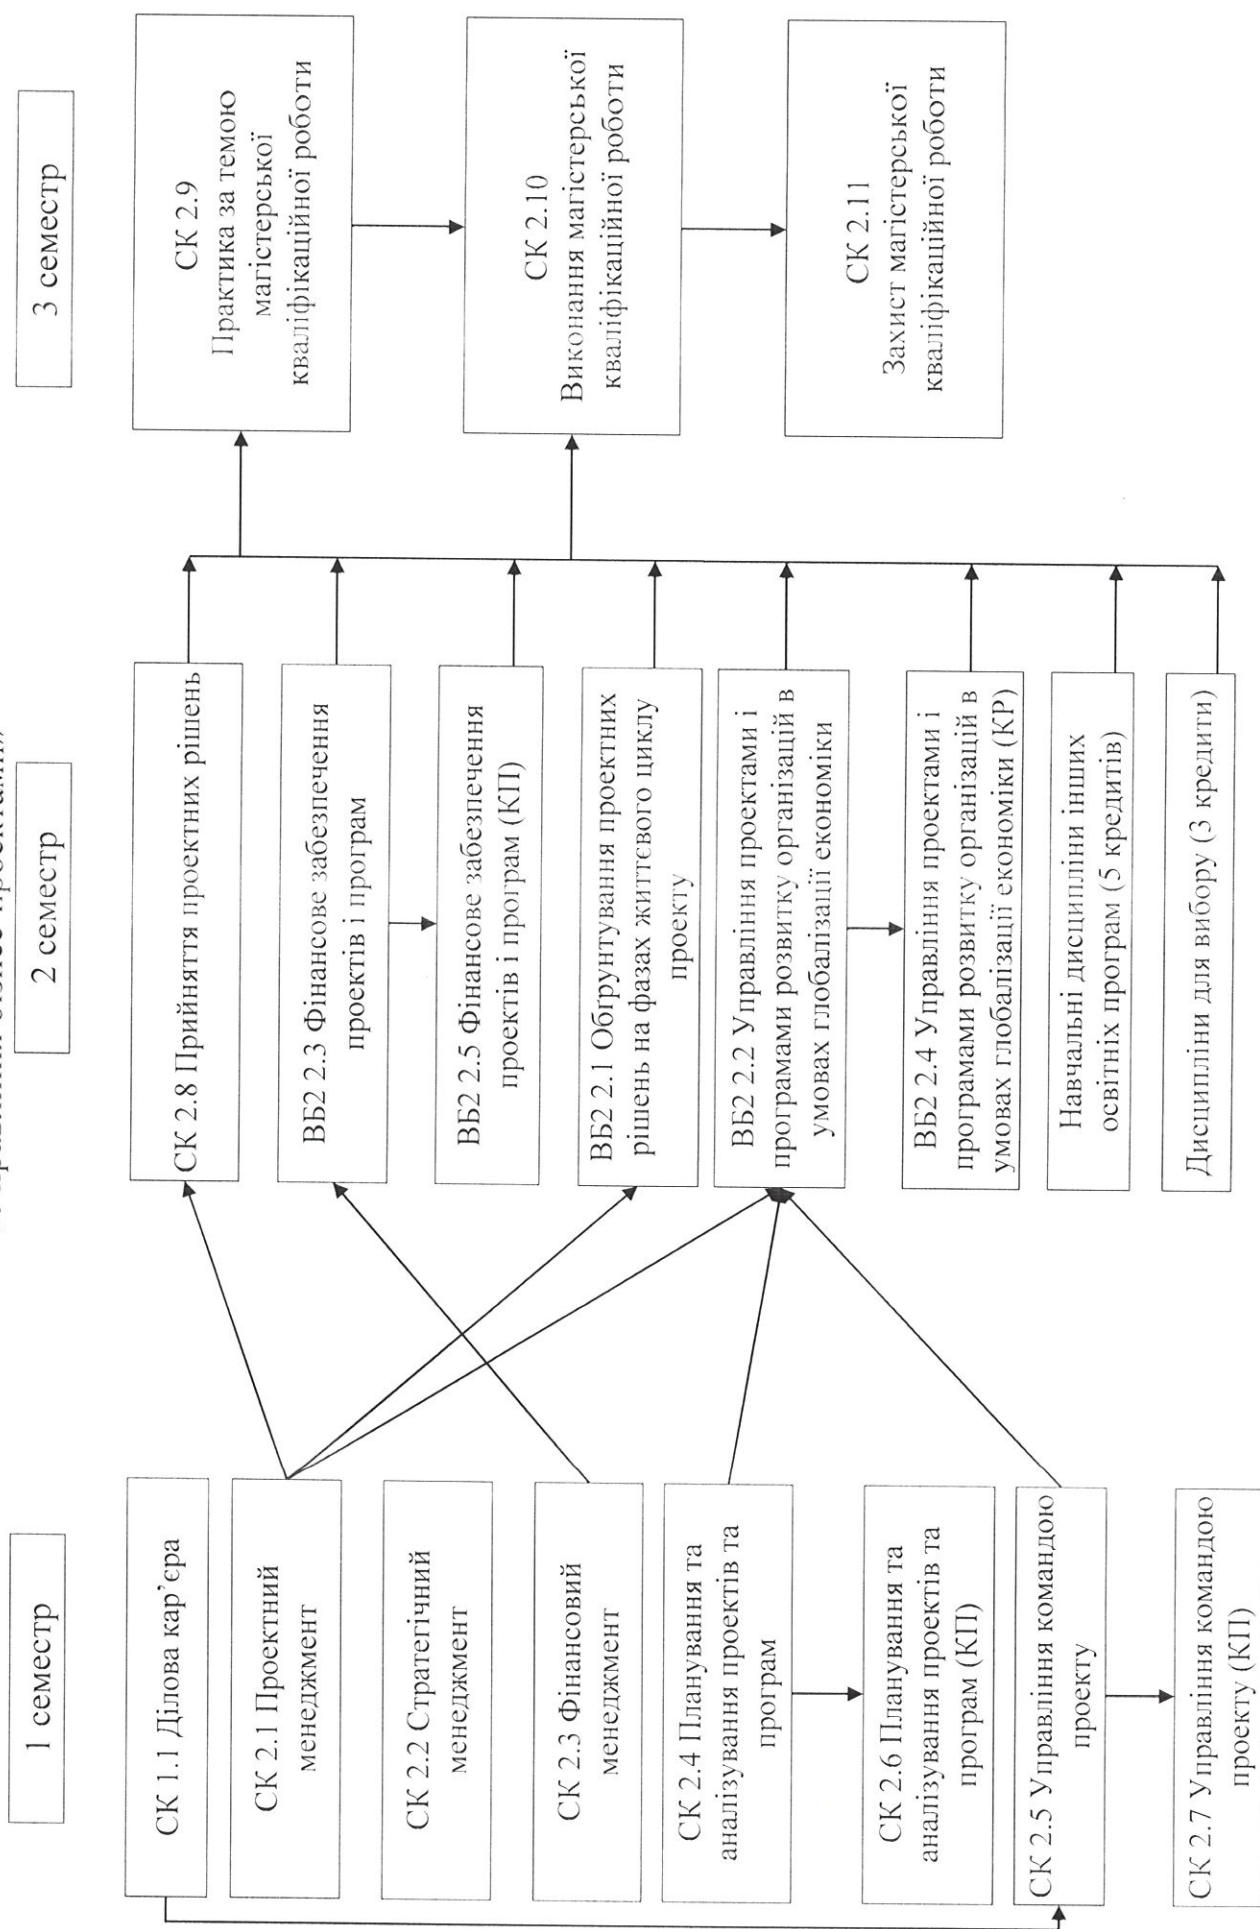 1 семестр
СК 1.1 Ділова кар’єра
СК 2.1 Проектний
менеджмент
СК 2.2 Стратегічний
менеджмент
СК 2.3 Фінансовий
менеджмент
СК 2.4 Планування та
аналізування проектів та
програм
СК 2.6 Планування та
аналізування проектів та
програм (КП)
СК 2.5 Управління командою
проекту
СК 2.7 Управління командою
проекту (КП)
2 семестр
СК 2.8 Прийняття проектних рішень
ВБ2 2.3 Фінансове забезпечення
проектів і програм
ВБ2 2.5 Фінансове забезпечення
проектів і програм (КП)
ВБ2 2.1 Обґрунтування проектних
рішень на фазах життєвого циклу
проекту
ВБ2 2.2 Управління проектами і
програмами розвитку організацій в
умовах глобалізації економіки
ВБ2 2.4 Управління проектами і
програмами розвитку організацій в
умовах глобалізації економіки (КР)
Навчальні дисципліни інших
освітніх програм (5 кредитів)
Дисципліни для вибору (3 кредити)
3 семестр
СК 2.9
Практика за темою
магістерської
кваліфікаційної роботи
СК 2.10
Виконання магістерської
кваліфікаційної роботи
СК 2.11
Захист магістерської
кваліфікаційної роботи